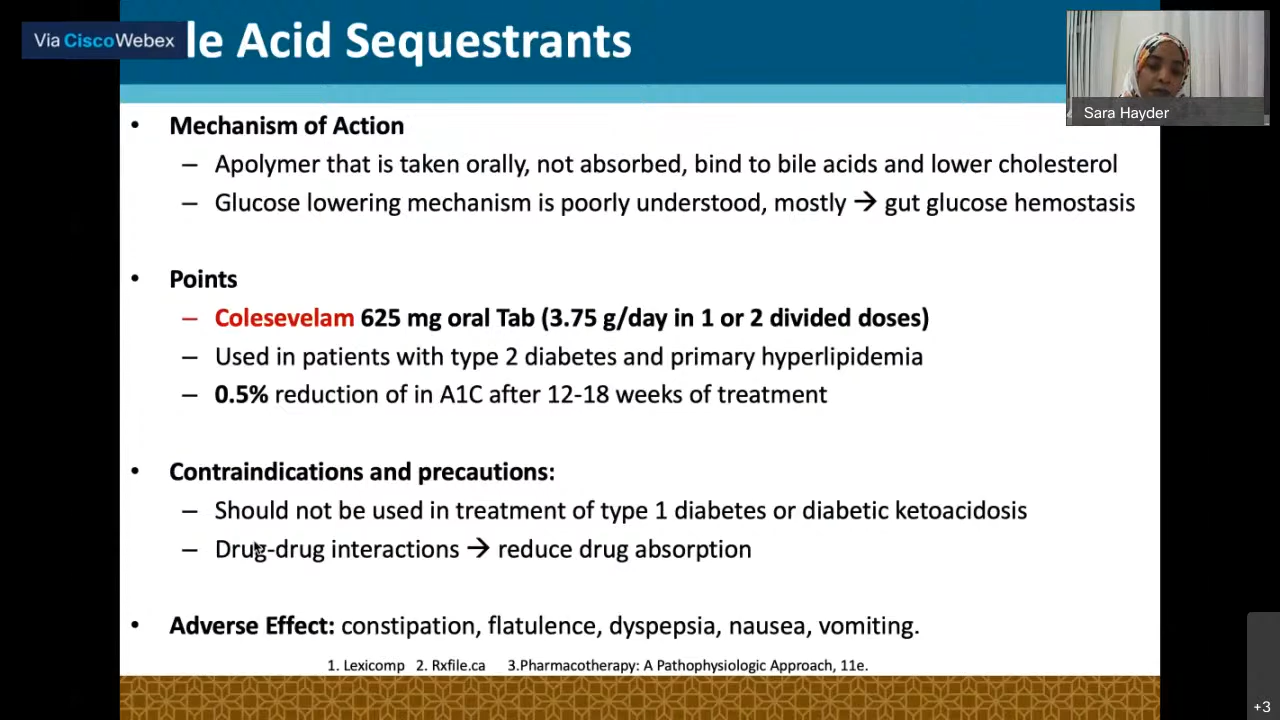 Via CiscoWebex
le Acid Sequestrants
Sara Hayder
• Mechanism of Action
– Apolymer that is taken orally, not absorbed, bind to bile acids and lower cholesterol
– Glucose lowering mechanism is poorly understood, mostly → gut glucose hemostasis
• Points
– Colesevelam 625 mg oral Tab (3.75 g/day in 1 or 2 divided doses)
– Used in patients with type 2 diabetes and primary hyperlipidemia
– 0.5% reduction of in A1C after 12-18 weeks of treatment
• Contraindications and precautions:
– Should not be used in treatment of type 1 diabetes or diabetic ketoacidosis
– Drug-drug interactions → reduce drug absorption
• Adverse Effect: constipation, flatulence, dyspepsia, nausea, vomiting.
1. Lexicomp 2. Rxfile.ca 3.Pharmacotherapy: A Pathophysiologic Approach, 11e.
+3